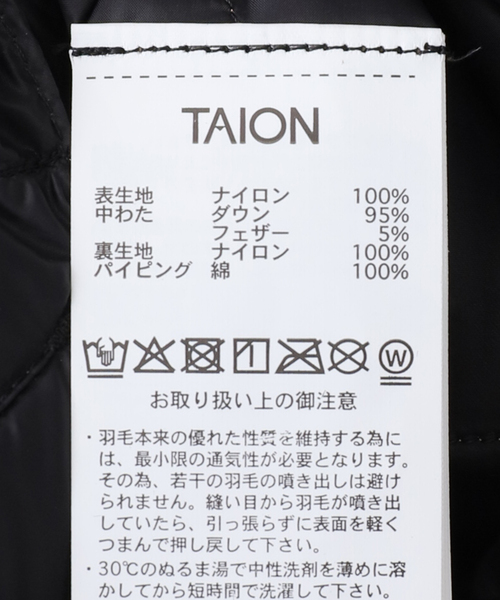 TAION
表生地 ナイロン 100%
中わた ダウン 95%
フェザー 5%
裏生地 ナイロン 100%
パイピング 綿 100%
W
お取り扱い上の御注意
・羽毛本来の優れた性質を維持する為に
は、最小限の通気性が必要となります。
その為、若干の羽毛の噴き出しは避け
られません。縫い目から羽毛が噴き出
していたら、引っ張らずに表面を軽く
つまんで押し戻して下さい。
・30℃のぬるま湯で中性洗剤を薄めに溶
かしてから短時間で洗濯して下さい。